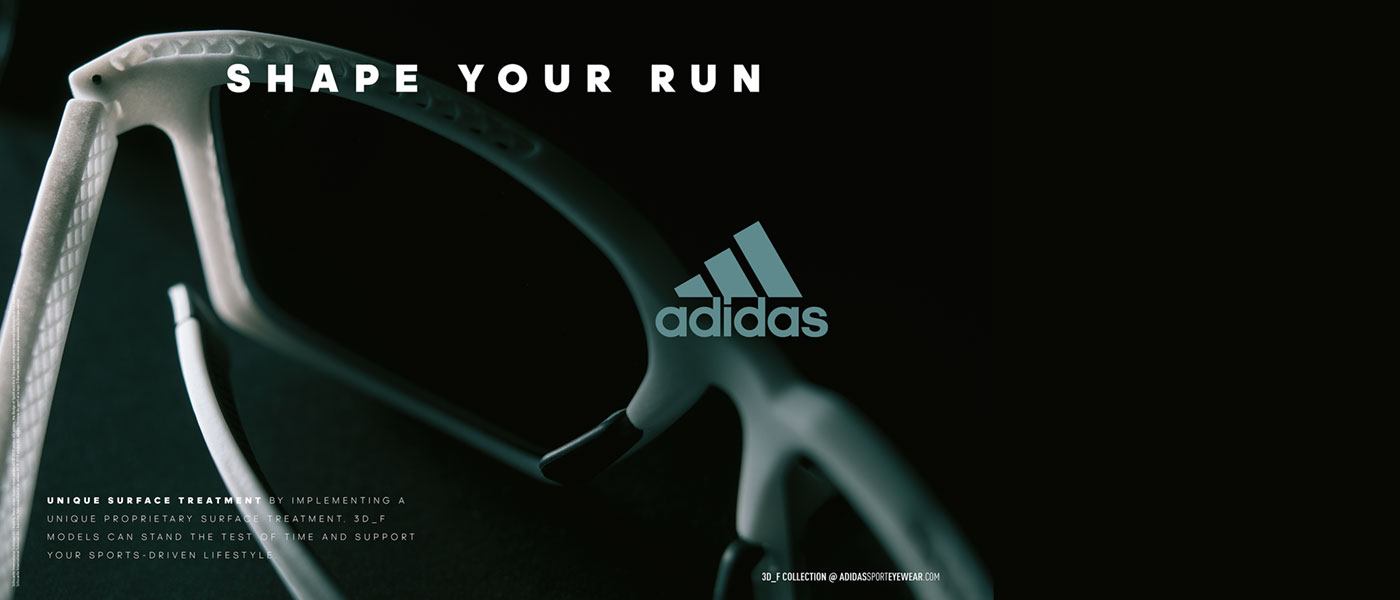 SHAPE YOUR RUN
adidas
UNIQUE SURFACE TREATMENT BY IMPLEMENTING A
UNIQUE PROPRIETARY SURFACE TREATMENT, 3D_F
MODELS CAN STAND THE TEST OF TIME AND SUPPORT
YOUR SPORTS-DRIVEN LIFESTYLE.
3D_F COLLECTION @ ADIDASSPORTEYEWEAR.COM